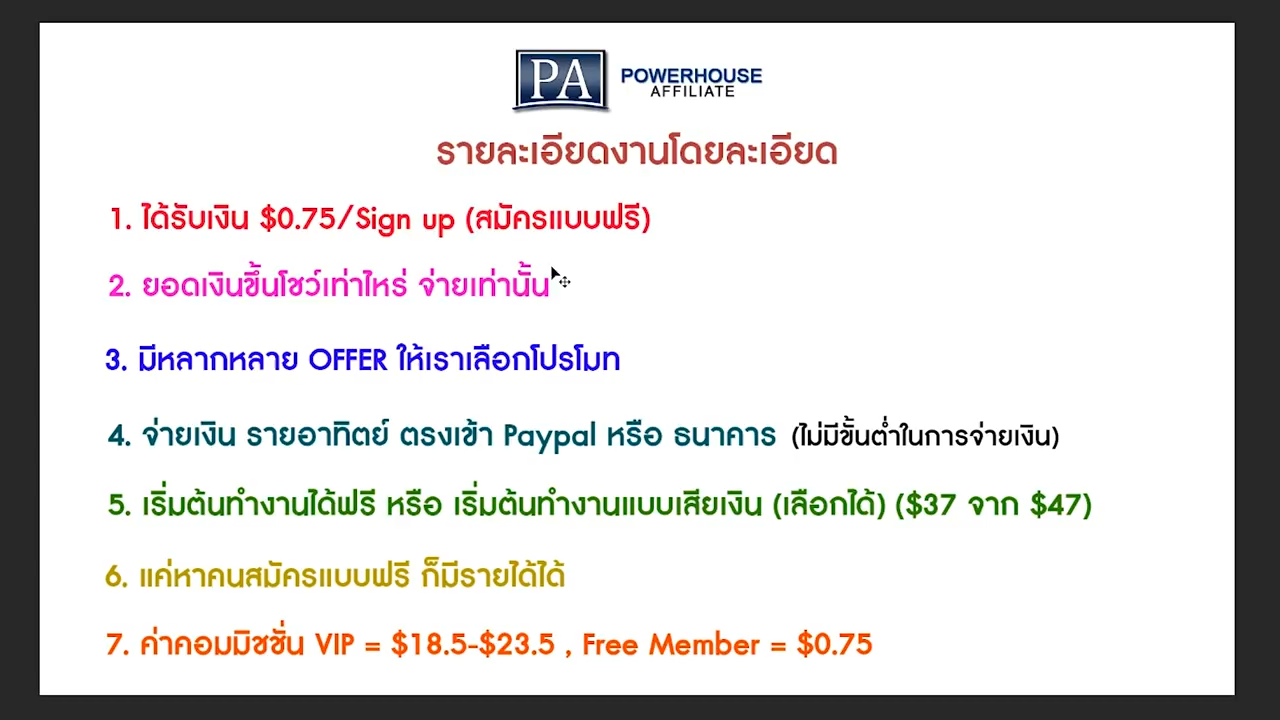 PA POWERHOUSE
AFFILIATE
รายละเอียดงานโดยละเอียด
1. ได้รับเงิน $0.75/Sign up (สมัครแบบฟรี)
2. ยอดเงินขึ้นโชว์เท่าไหร่ จ่ายเท่านั้น
3. มีหลากหลาย OFFER ให้เราเลือกโปรโมท
4. จ่ายเงิน รายอาทิตย์ ตรงเข้า Paypal หรือ ธนาคาร (ไม่มีขั้นต่ำในการจ่ายเงิน)
5. เริ่มต้นทำงานได้ฟรี หรือ เริ่มต้นทำงานแบบเสียเงิน (เลือกได้) ($37 จาก $47)
6. แค่หาคนสมัครแบบฟรี ก็มีรายได้ได้
7. ค่าคอมมิชชั่น VIP = $18.5-$23.5 , Free Member = $0.75